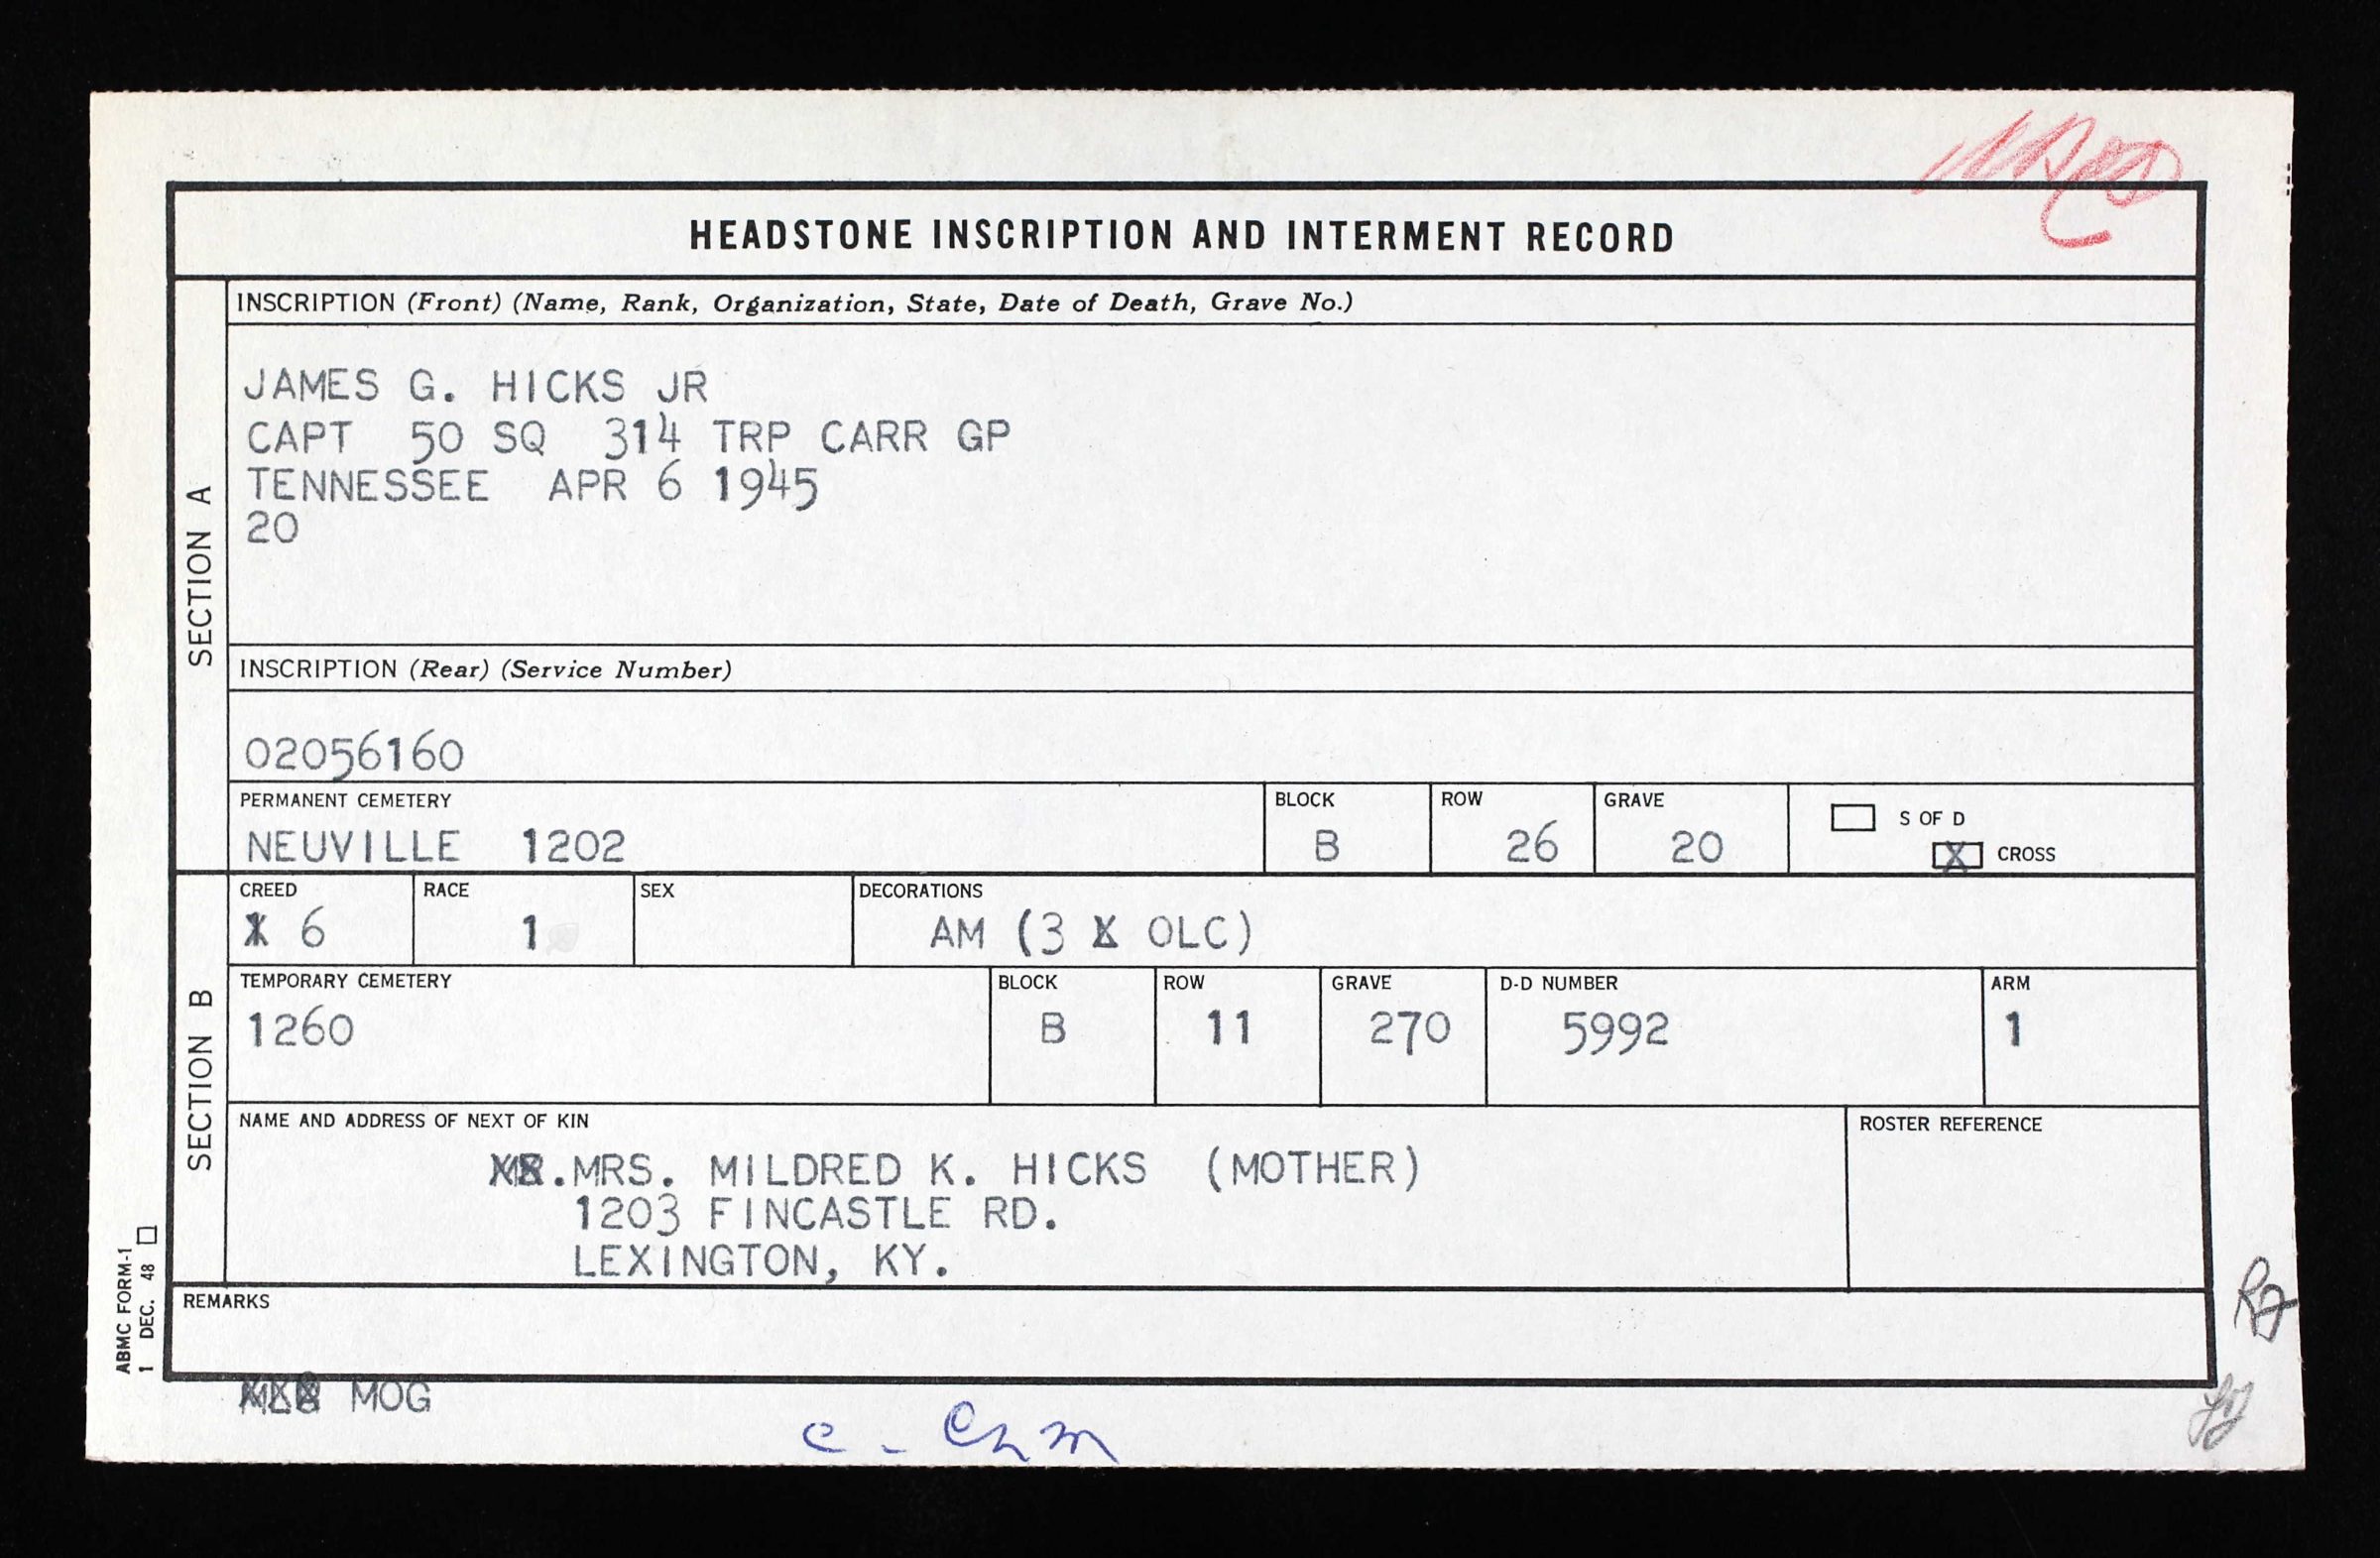 HEADSTONE INSCRIPTION AND INTERMENT RECORD
SECTION A
INSCRIPTION (Front) (Name, Rank, Organization, State, Date of Death, Grave No.)
JAMES G. HICKS JR
CAPT 50 SQ 314 TRP CARR GP
TENNESSEE APR 6 1945
20
INSCRIPTION (Rear) (Service Number)
02056160
PERMANENT CEMETERY BLOCK ROW GRAVE S OF D
NEUVILLE 1202 B 26 20 X CROSS
SECTION B
CREED RACE SEX DECORATIONS
6 1 AM (3 OLC)
TEMPORARY CEMETERY BLOCK ROW GRAVE D-D NUMBER ARM
1260 B 11 270 5992 1
NAME AND ADDRESS OF NEXT OF KIN ROSTER REFERENCE
MRS. MILDRED K. HICKS (MOTHER)
1203 FINCASTLE RD.
LEXINGTON, KY.
REMARKS
ABMC FORM-1
1 DEC. 48
MOG